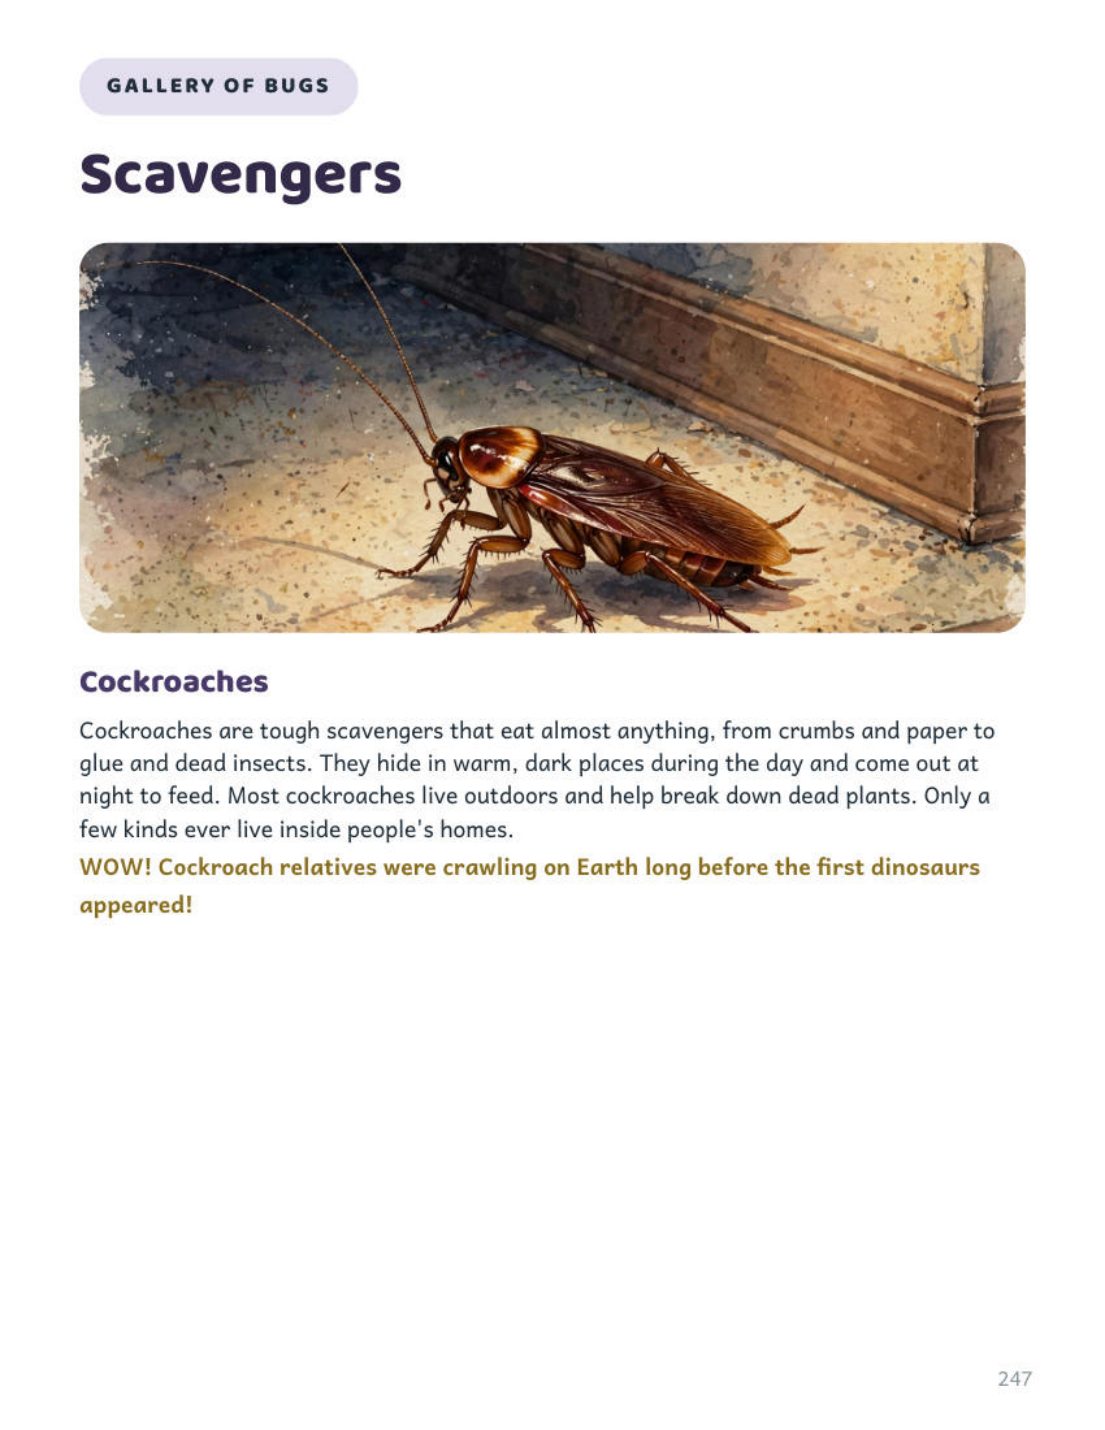 GALLERY OF BUGS
Scavengers
Cockroaches
Cockroaches are tough scavengers that eat almost anything, from crumbs and paper to
glue and dead insects. They hide in warm, dark places during the day and come out at
night to feed. Most cockroaches live outdoors and help break down dead plants. Only a
few kinds ever live inside people's homes.
WOW! Cockroach relatives were crawling on Earth long before the first dinosaurs
appeared!
247